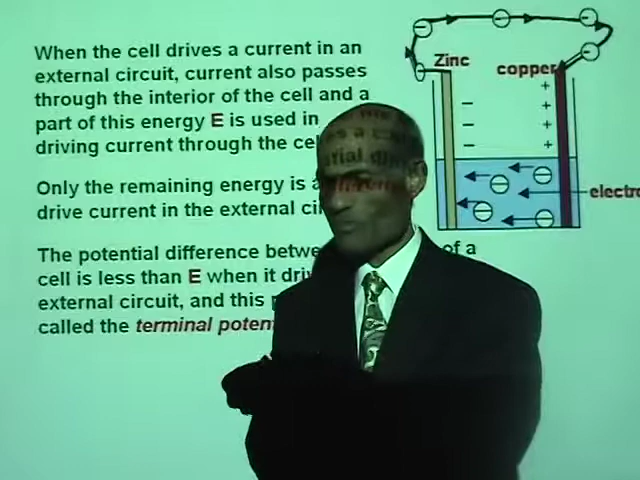 When the cell drives a current in an
external circuit, current also passes
through the interior of the cell and a
part of this energy E is used in
driving current through the
Only the remaining energy is
drive current in the external
The potential difference of a
cell is less than E when it
external circuit, and this
called the terminal
Zinc
copper